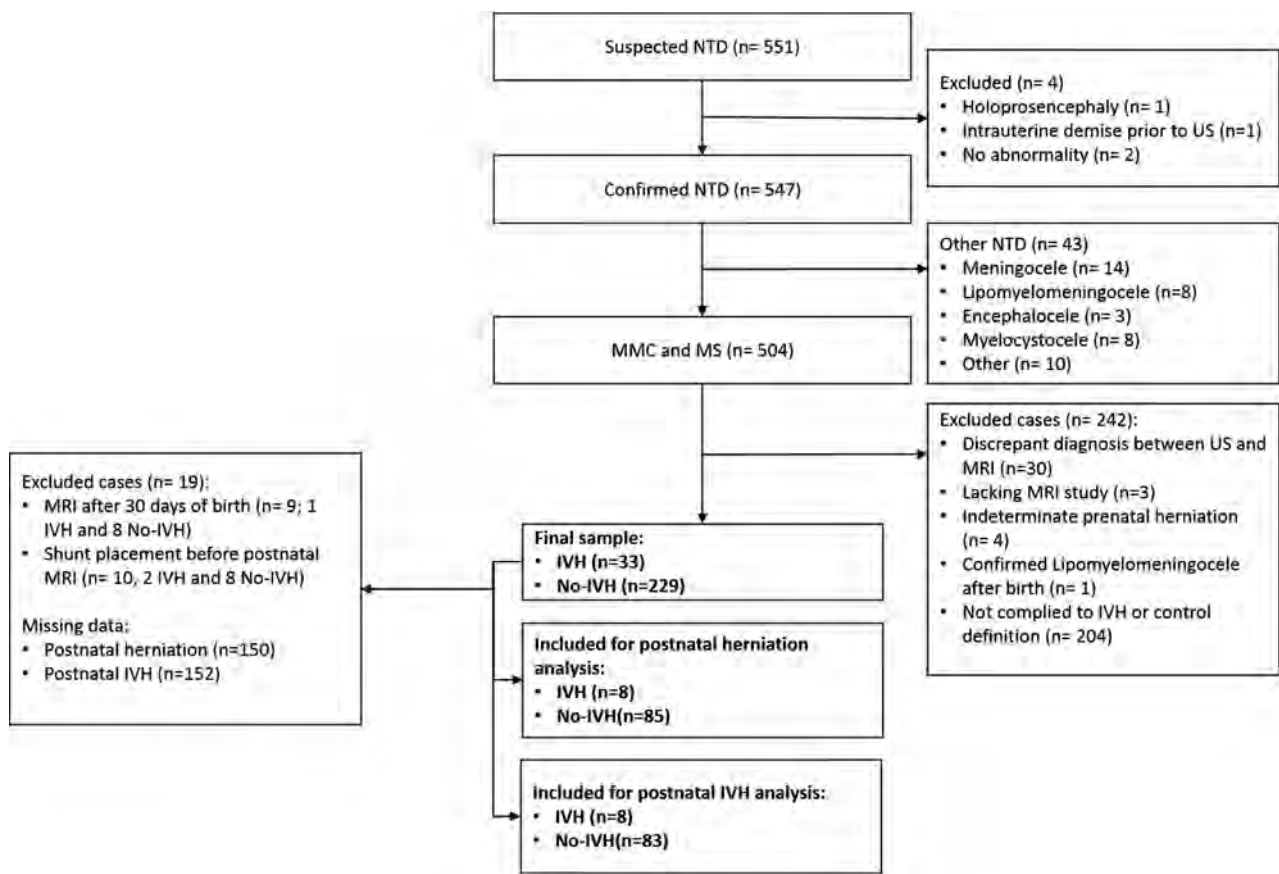 Suspected NTD (n= 551)
Excluded (n= 4)
• Holoprosencephaly (n= 1)
• Intrauterine demise prior to US (n=1)
• No abnormality (n= 2)
Confirmed NTD (n= 547)
Other NTD (n= 43)
• Meningocele (n= 14)
• Lipomyelomeningocele (n=8)
• Encephalocele (n= 3)
• Myelocystocele (n= 8)
• Other (n= 10)
MMC and MS (n= 504)
Excluded cases (n= 242):
• Discrepant diagnosis between US and
MRI (n=30)
• Lacking MRI study (n=3)
• Indeterminate prenatal herniation
(n= 4)
• Confirmed Lipomyelomeningocele
after birth (n= 1)
• Not complied to IVH or control
definition (n= 204)
Excluded cases (n= 19):
• MRI after 30 days of birth (n= 9; 1
IVH and 8 No-IVH)
• Shunt placement before postnatal
MRI (n= 10, 2 IVH and 8 No-IVH)
Missing data:
• Postnatal herniation (n=150)
• Postnatal IVH (n=152)
Final sample:
• IVH (n=33)
• No-IVH (n=229)
Included for postnatal herniation
analysis:
• IVH (n=8)
• No-IVH(n=85)
Included for postnatal IVH analysis:
• IVH (n=8)
• No-IVH(n=83)